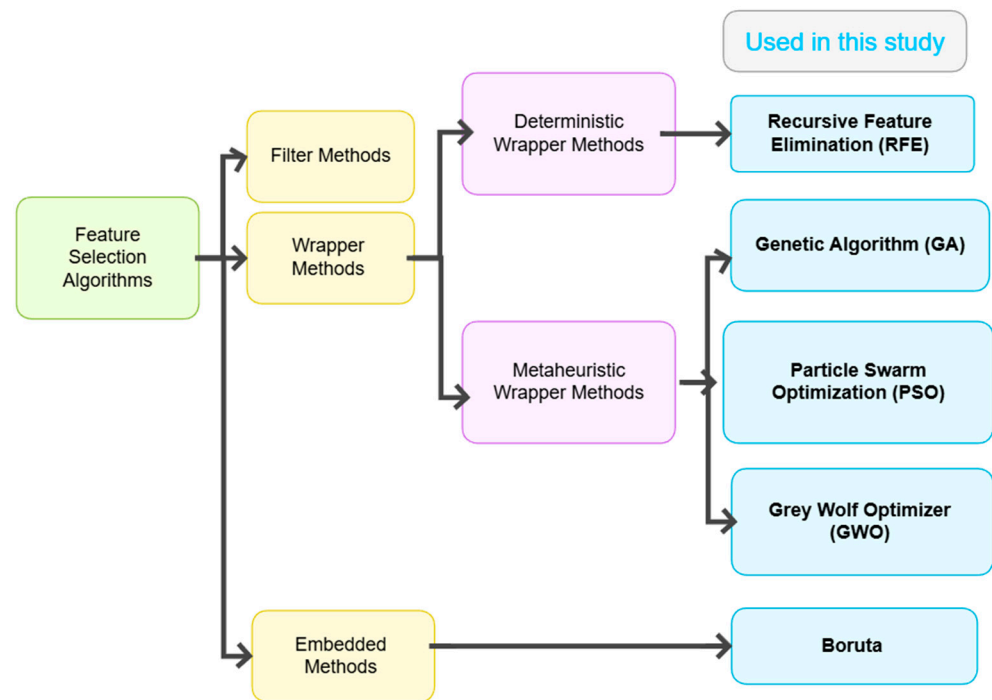 Used in this study
Feature
Selection
Algorithms
Filter Methods
Wrapper
Methods
Embedded
Methods
Deterministic
Wrapper Methods
Metaheuristic
Wrapper Methods
Recursive Feature
Elimination (RFE)
Genetic Algorithm (GA)
Particle Swarm
Optimization (PSO)
Grey Wolf Optimizer
(GWO)
Boruta